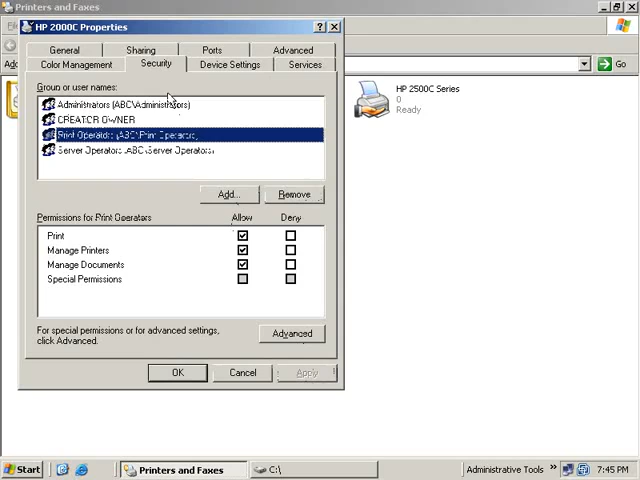 Printers and Faxes
HP 2000C Properties
General
Sharing
Ports
Advanced
Color Management
Security
Device Settings
Services
Group or user names:
Administrators (ABC\Administrators)
CREATOR OWNER
Print Operators (ABC\Print Operators)
Server Operators (ABC\Server Operators)
Add...
Remove
Permissions for Print Operators
Allow
Deny
Print
Manage Printers
Manage Documents
Special Permissions
For special permissions or for advanced settings,
click Advanced.
Advanced
OK
Cancel
Apply
Go
HP 2500C Series
0
Ready
Start
Printers and Faxes
C:\
Administrative Tools
»
7:45 PM